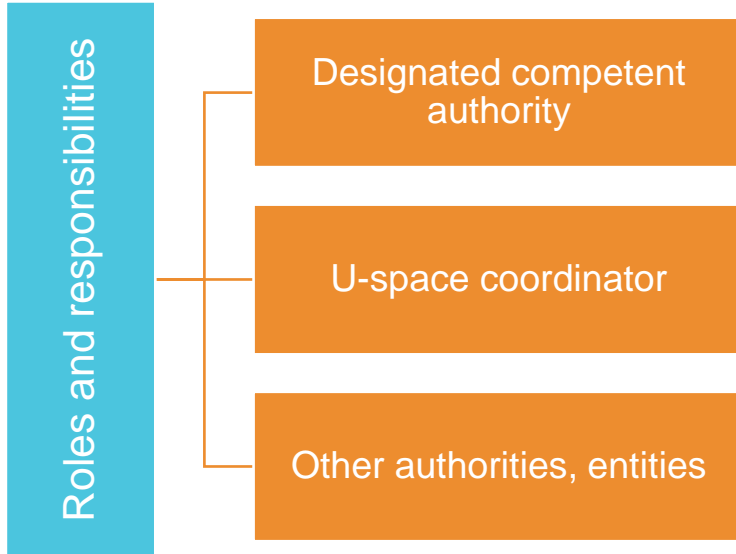 Roles and responsibilities
Designated competent
authority
U-space coordinator
Other authorities, entities